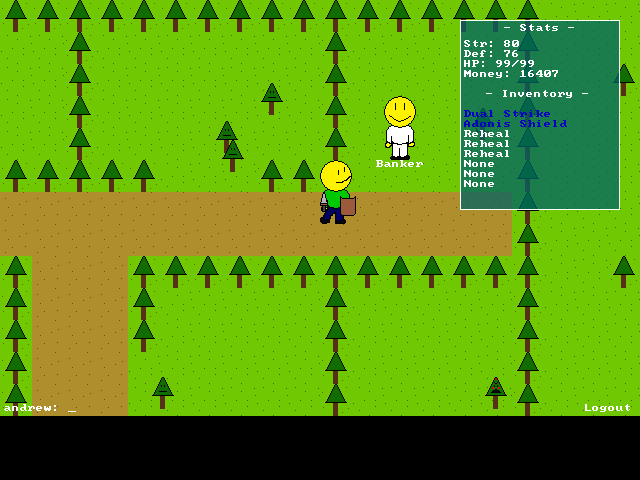 - Stats -
Str: 80
Def: 76
HP: 99/99
Money: 16407
- Inventory -
Dual Strike
Adonis Shield
Reheal
Reheal
Reheal
None
None
None
Banker
andrew: _
Logout